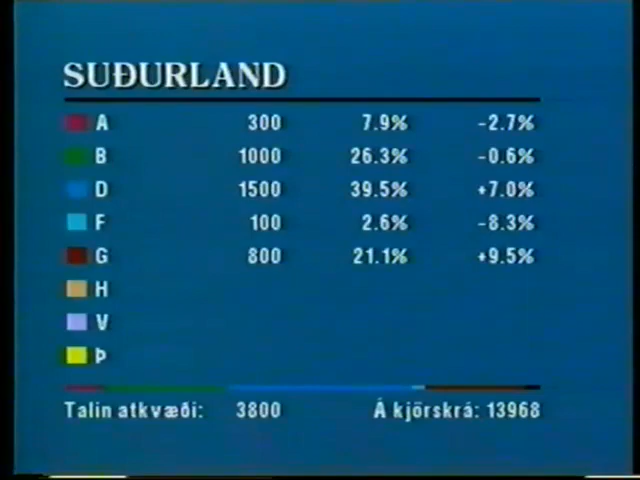 SUÐURLAND
A 300 7.9% -2.7%
B 1000 26.3% -0.6%
D 1500 39.5% +7.0%
F 100 2.6% -8.3%
G 800 21.1% +9.5%
H
V
Þ
Talin atkvæði: 3800 Á kjörskrá: 13968